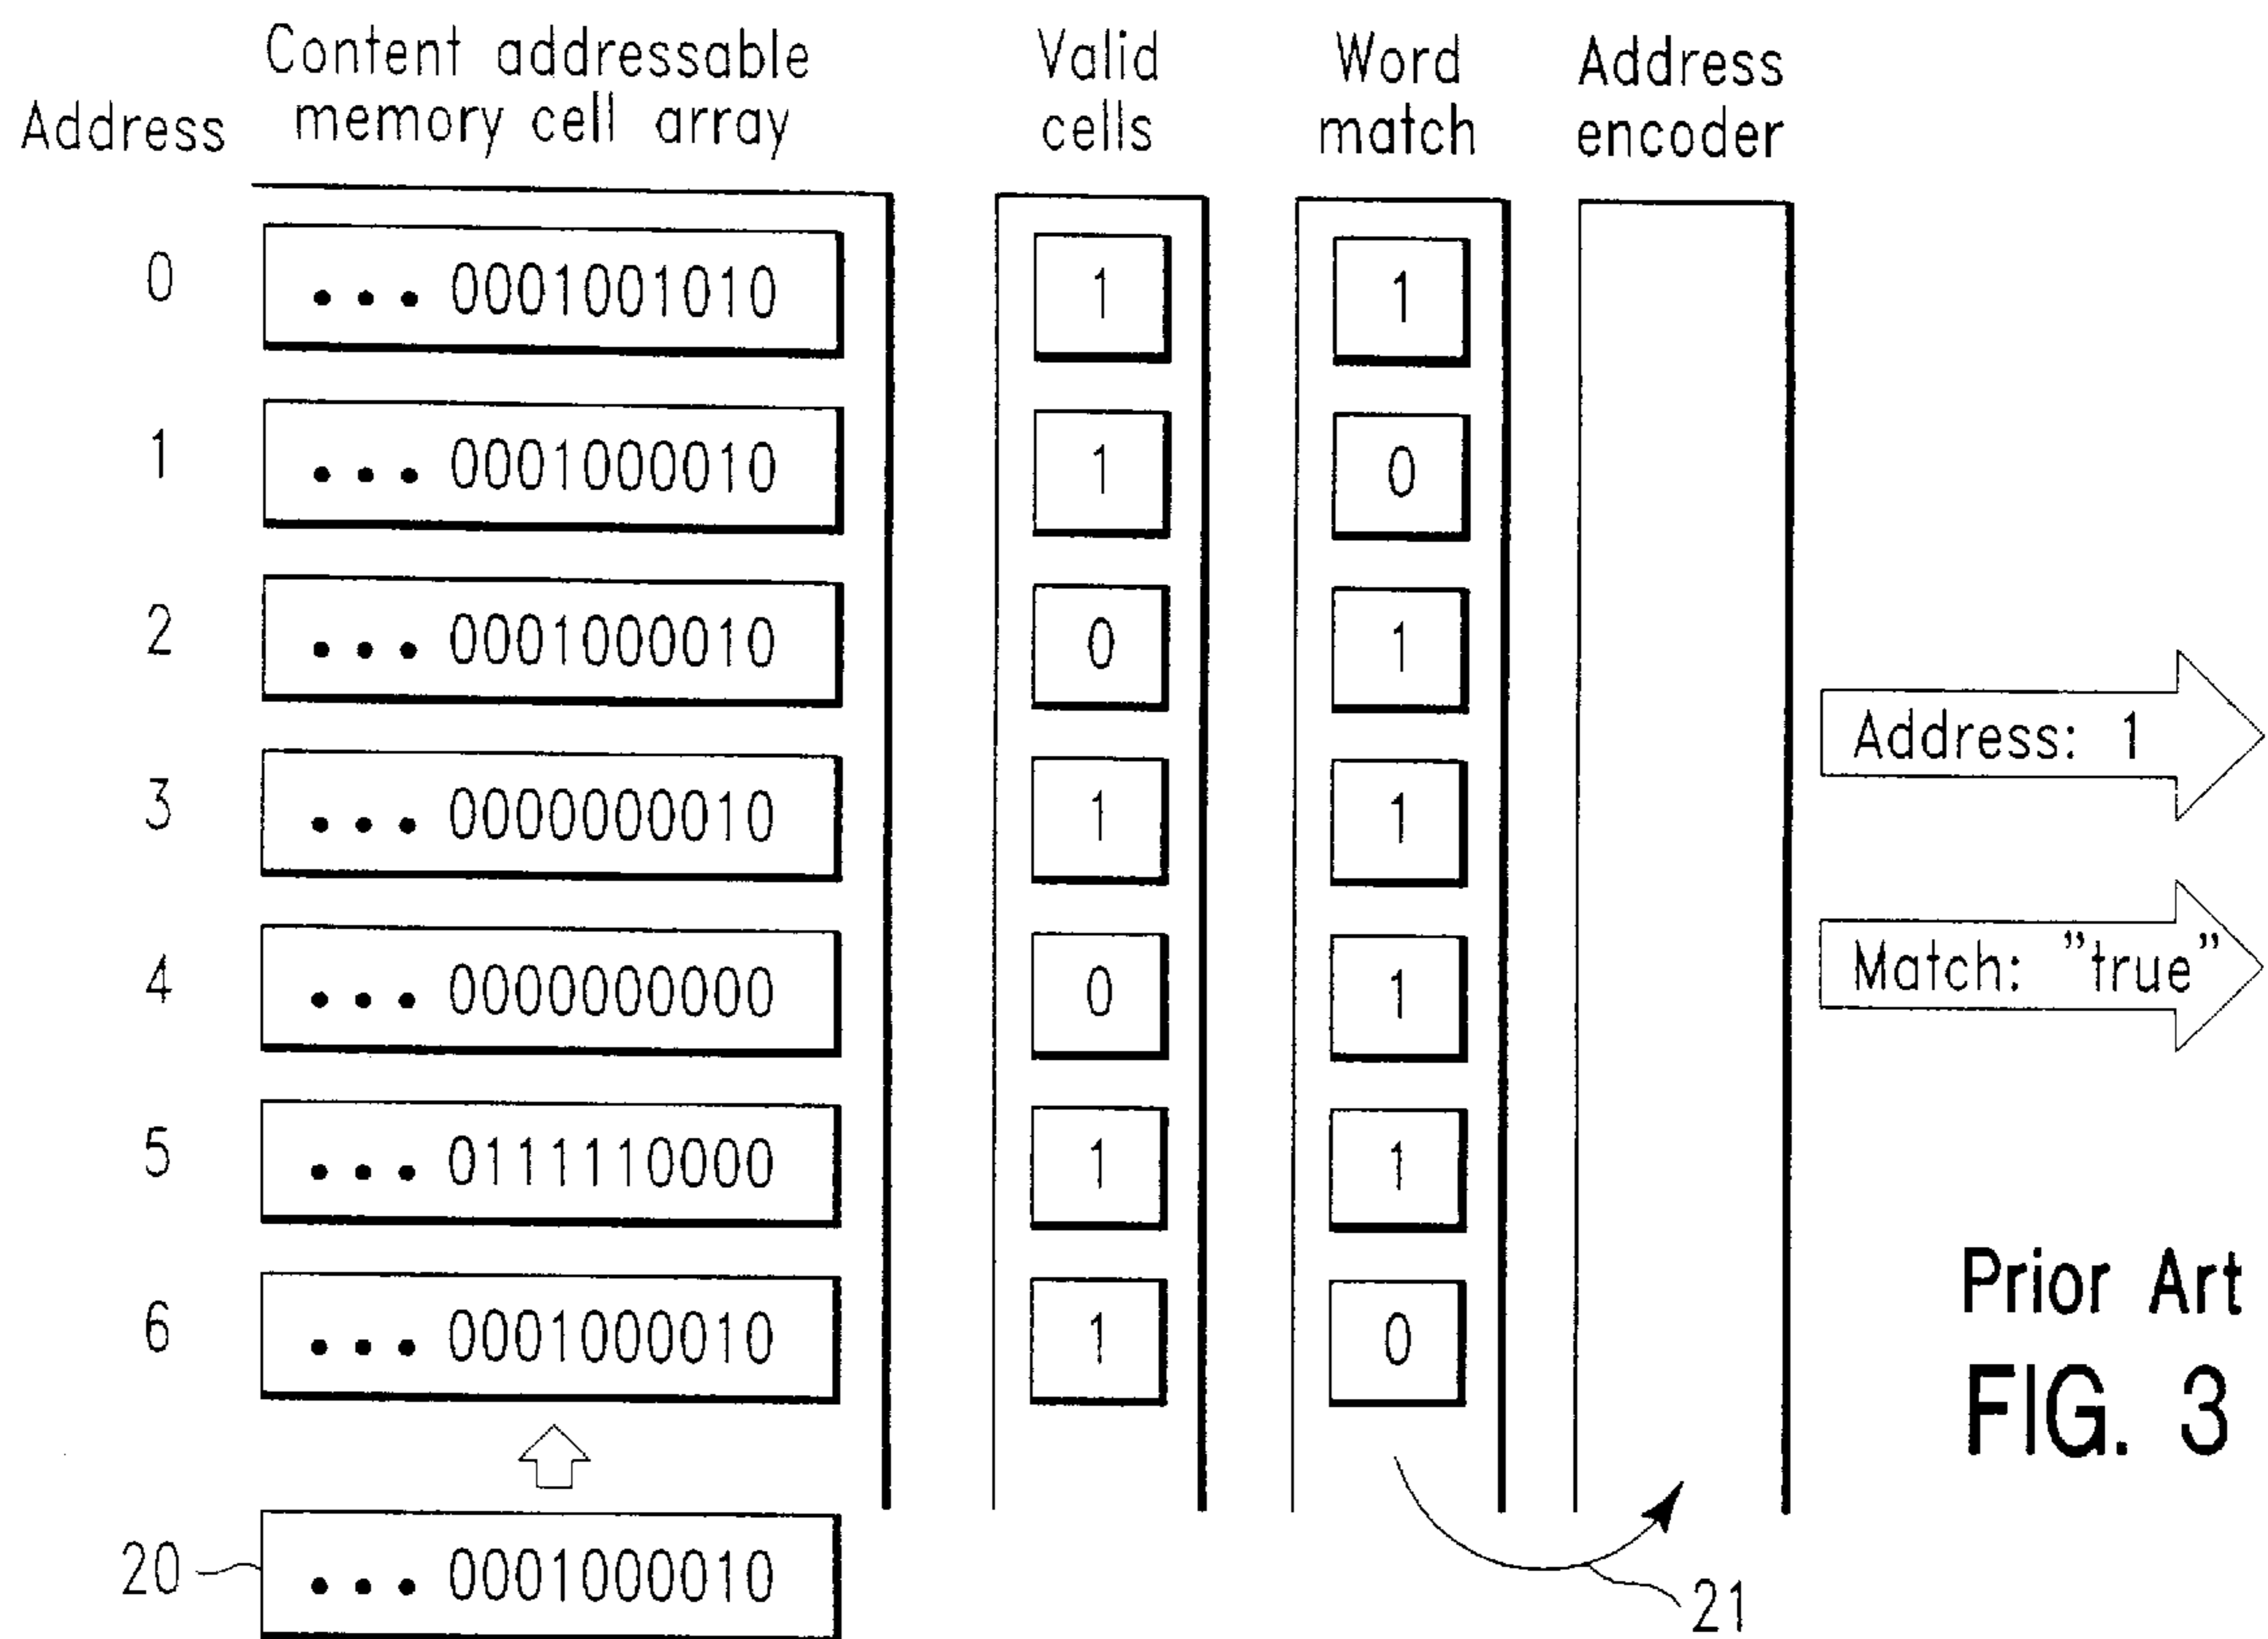 Address
Content addressable
memory cell array
Valid
cells
Word
match
Address
encoder
0 ... 0001001010 1 1
1 ... 0001000010 1 0
2 ... 0001000010 0 1
3 ... 0000000010 1 1
4 ... 0000000000 0 1
5 ... 0111110000 1 1
6 ... 0001000010 1 0
20 ... 0001000010
21
Address: 1
Match: "true"
Prior Art
FIG. 3